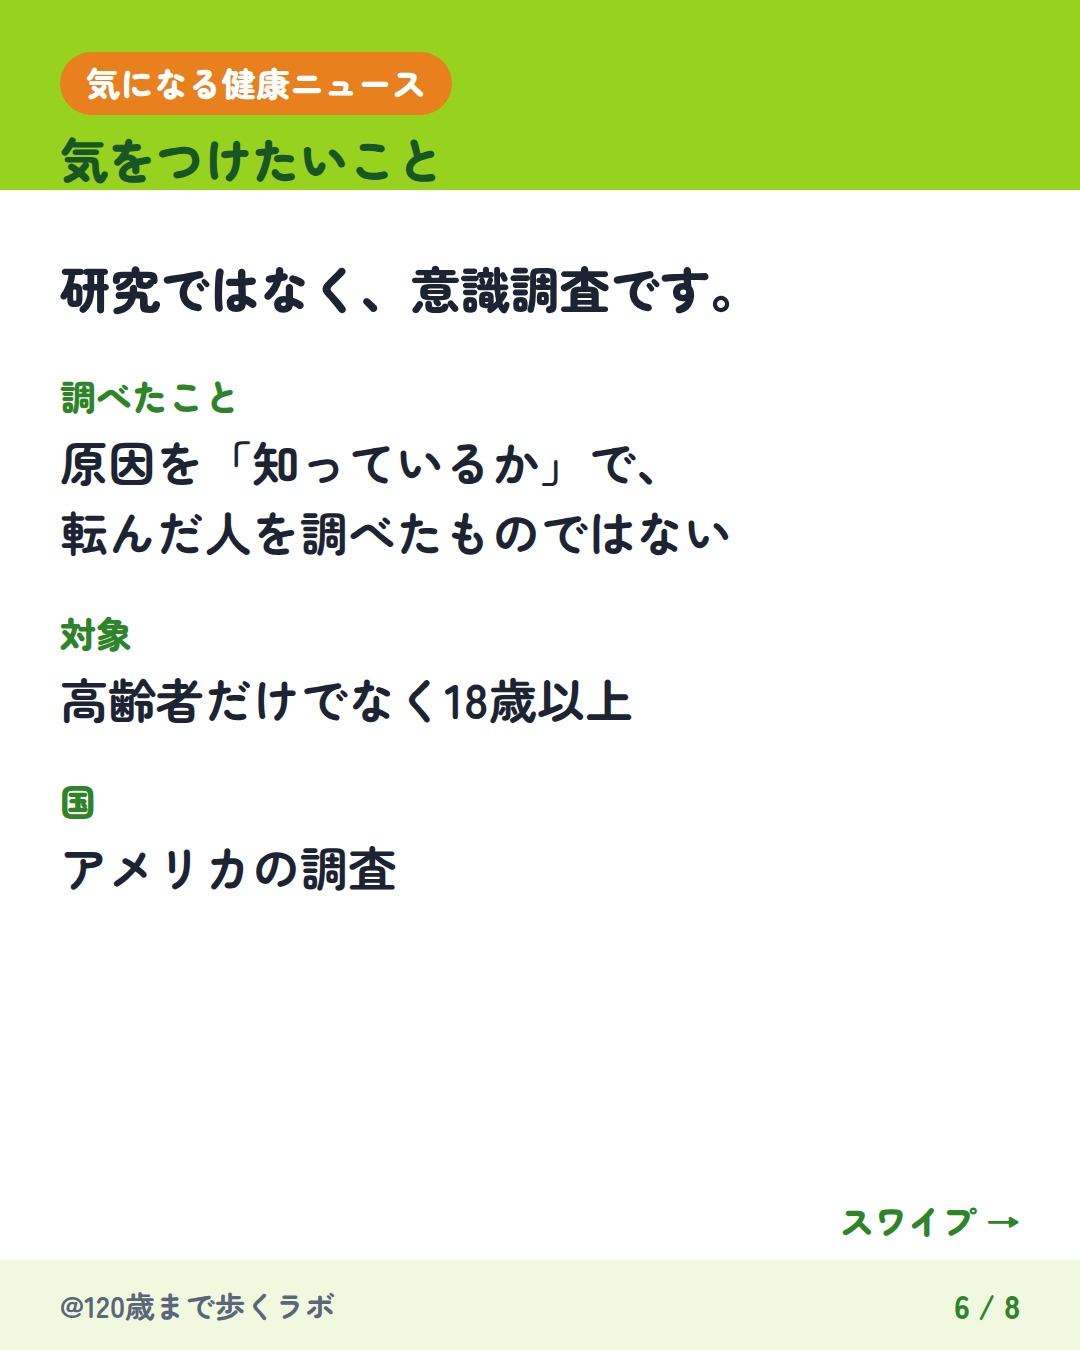 気になる健康ニュース
気をつけたいこと
研究ではなく、意識調査です。
調べたこと
原因を「知っているか」で、
転んだ人を調べたものではない
対象
高齢者だけでなく18歳以上
国
アメリカの調査
スワイプ →
@120歳まで歩くラボ
6 / 8